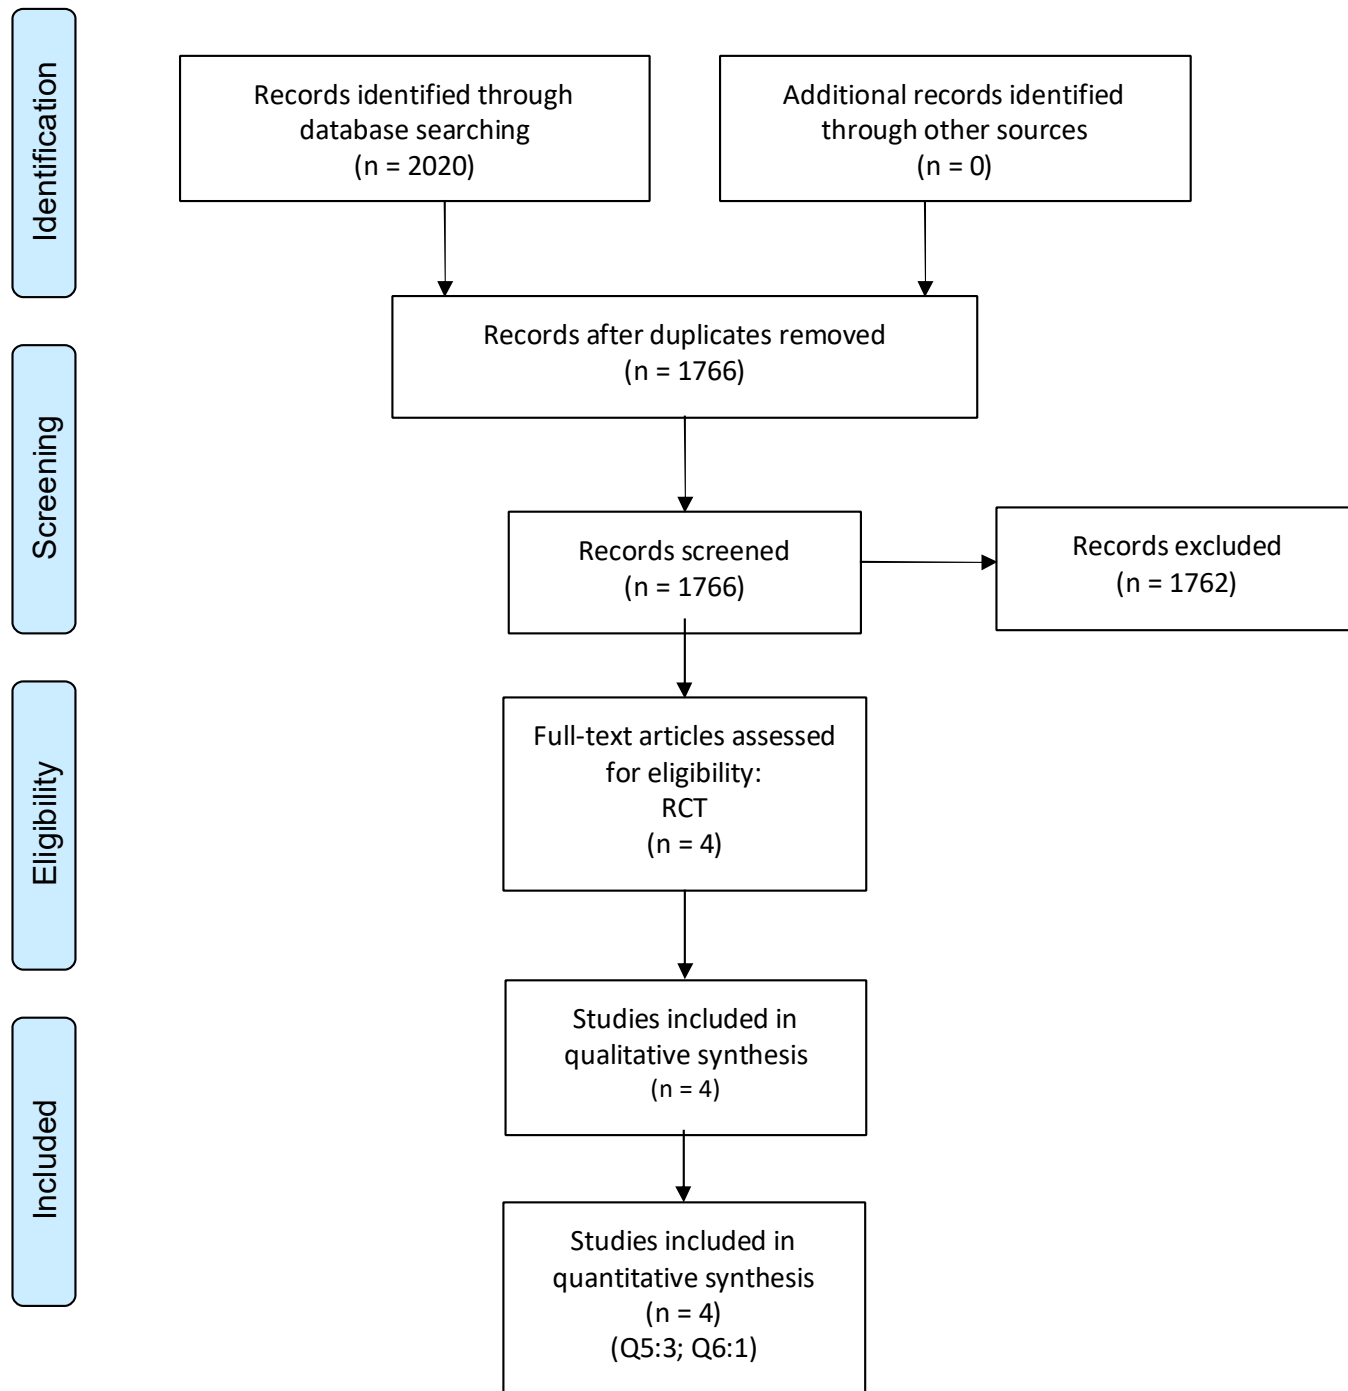 Identification
Records identified through
database searching
(n = 2020)
Additional records identified
through other sources
(n = 0)
Records after duplicates removed
(n = 1766)
Screening
Records screened
(n = 1766)
Records excluded
(n = 1762)
Eligibility
Full-text articles assessed
for eligibility:
RCT
(n = 4)
Included
Studies included in
qualitative synthesis
(n = 4)
Studies included in
quantitative synthesis
(n = 4)
(Q5:3; Q6:1)